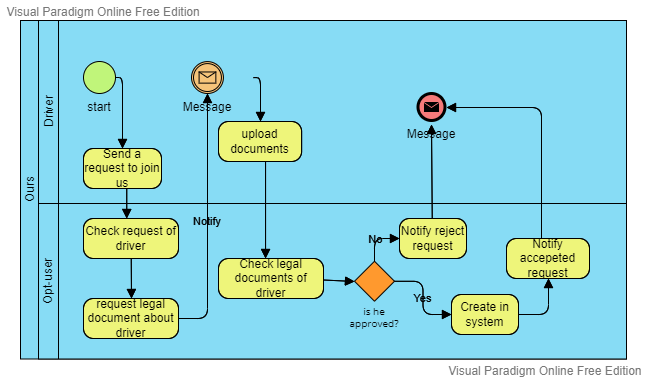 Visual Paradigm Online Free Edition
Ours
Driver
Opt-user
start
Message
Send a
request to join
us
upload
documents
Message
Check request of
driver
Notify
request legal
document about
driver
Check legal
documents of
driver
is he
approved?
No
Yes
Notify reject
request
Create in
system
Notify
accepeted
request
Visual Paradigm Online Free Edition